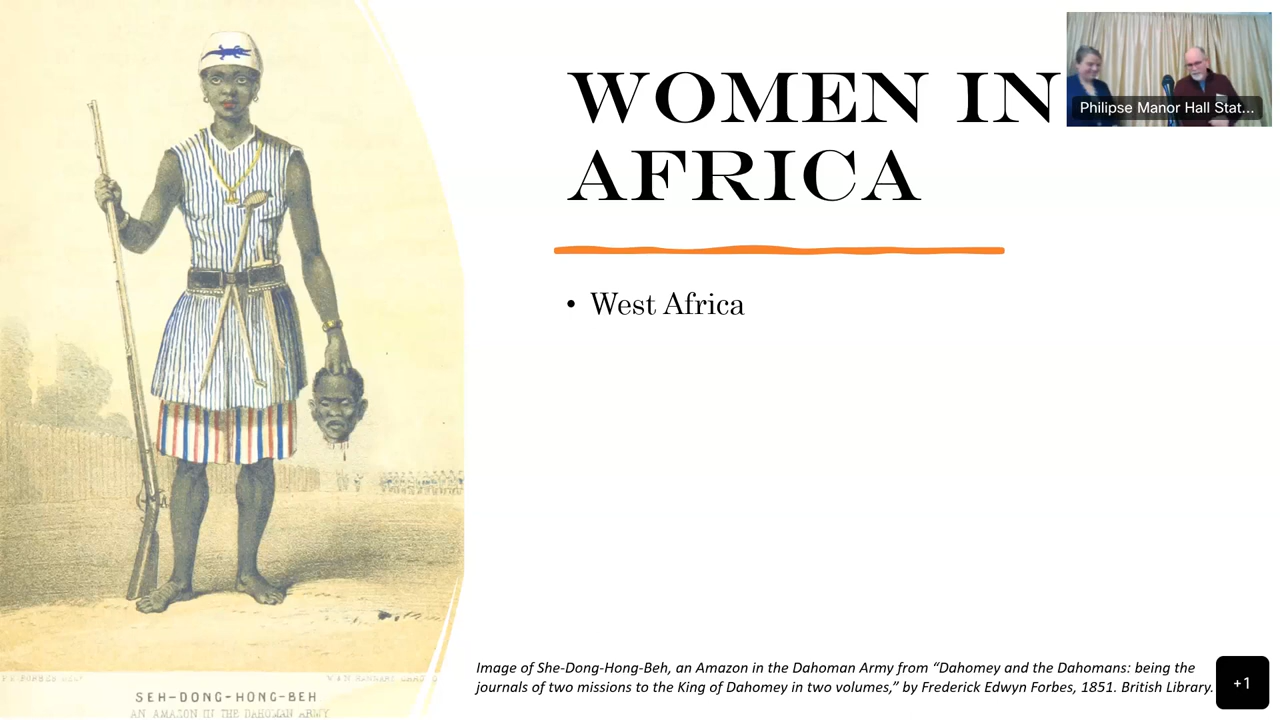 WOMEN IN
AFRICA
Philipse Manor Hall Stat...
• West Africa
Image of She-Dong-Hong-Beh, an Amazon in the Dahoman Army from “Dahomey and the Dahomans: being the
journals of two missions to the King of Dahomey in two volumes,” by Frederick Edwyn Forbes, 1851. British Library.
+1
SEH-DONG-HONG-BEH
AN AMAZON IN THE DAHOMAN ARMY